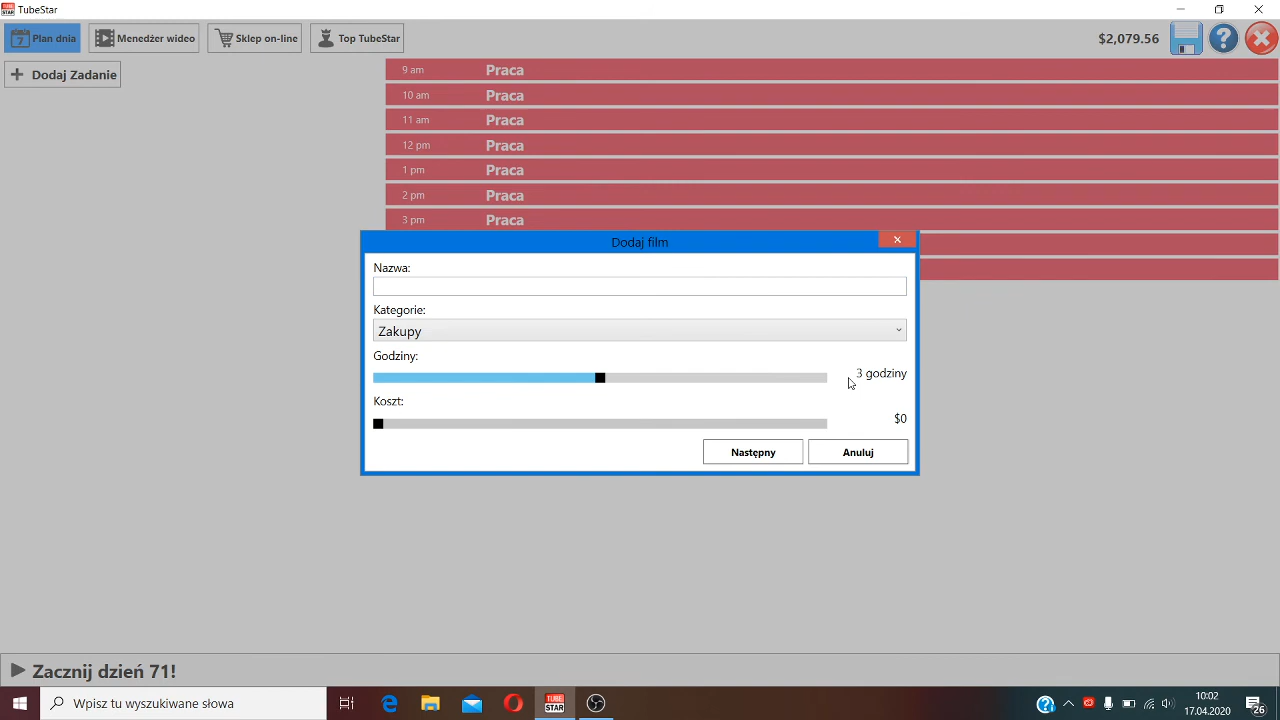 TubeStar
7 Plan dnia
Menedżer wideo
Sklep on-line
Top TubeStar
$2,079.56
?
+ Dodaj Zadanie
9 am Praca
10 am Praca
11 am Praca
12 pm Praca
1 pm Praca
2 pm Praca
3 pm Praca
Dodaj film
Nazwa:
Kategorie:
Zakupy
Godziny:
3 godziny
Koszt:
$0
Następny
Anuluj
Zacznij dzień 71!
Wpisz tu wyszukiwane słowa
TUBE
STAR
10:02
17.04.2020
26